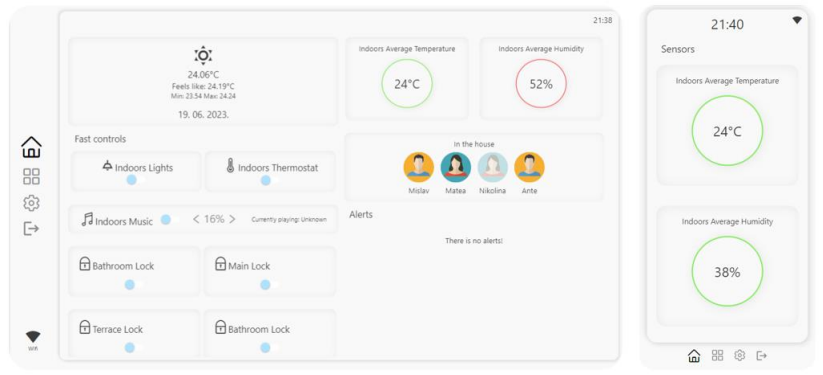 21:38
24.06°C
Feels like: 24.19°C
Min: 23.54 Max: 24.24
19. 06. 2023.
Indoors Average Temperature
24°C
Indoors Average Humidity
52%
Fast controls
Indoors Lights
Indoors Thermostat
In the house
Mislav
Matea
Nikolina
Ante
Indoors Music
< 16% >
Currently playing: Unknown
Alerts
There is no alerts!
Bathroom Lock
Main Lock
Terrace Lock
Bathroom Lock
Wifi
21:40
Sensors
Indoors Average Temperature
24°C
Indoors Average Humidity
38%